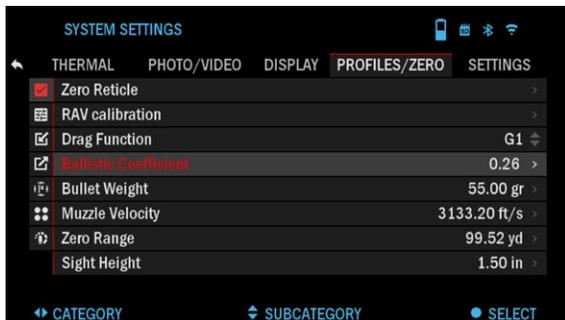 SYSTEM SETTINGS
THERMAL PHOTO/VIDEO DISPLAY PROFILES/ZERO SETTINGS
Zero Reticle
RAV calibration
Drag Function G1
Ballistic Coefficient 0.26
Bullet Weight 55.00 gr
Muzzle Velocity 3133.20 ft/s
Zero Range 99.52 yd
Sight Height 1.50 in
CATEGORY SUBCATEGORY SELECT